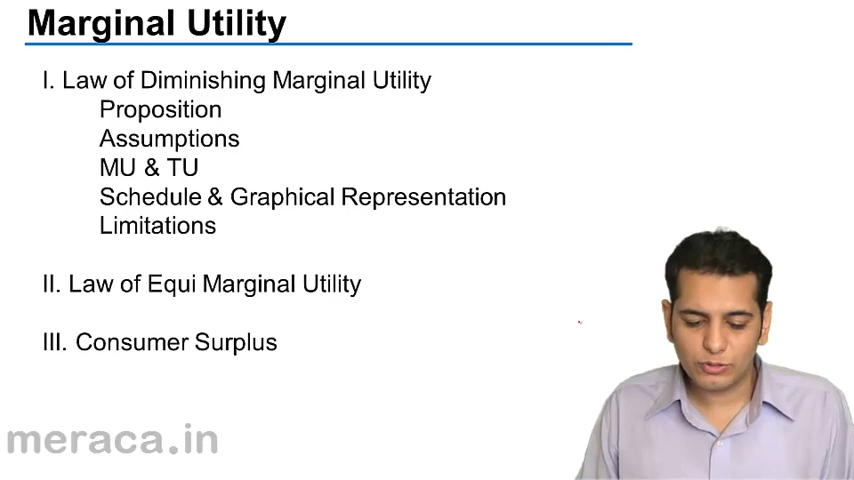 Marginal Utility
I. Law of Diminishing Marginal Utility
Proposition
Assumptions
MU & TU
Schedule & Graphical Representation
Limitations
II. Law of Equi Marginal Utility
III. Consumer Surplus
meraca.in